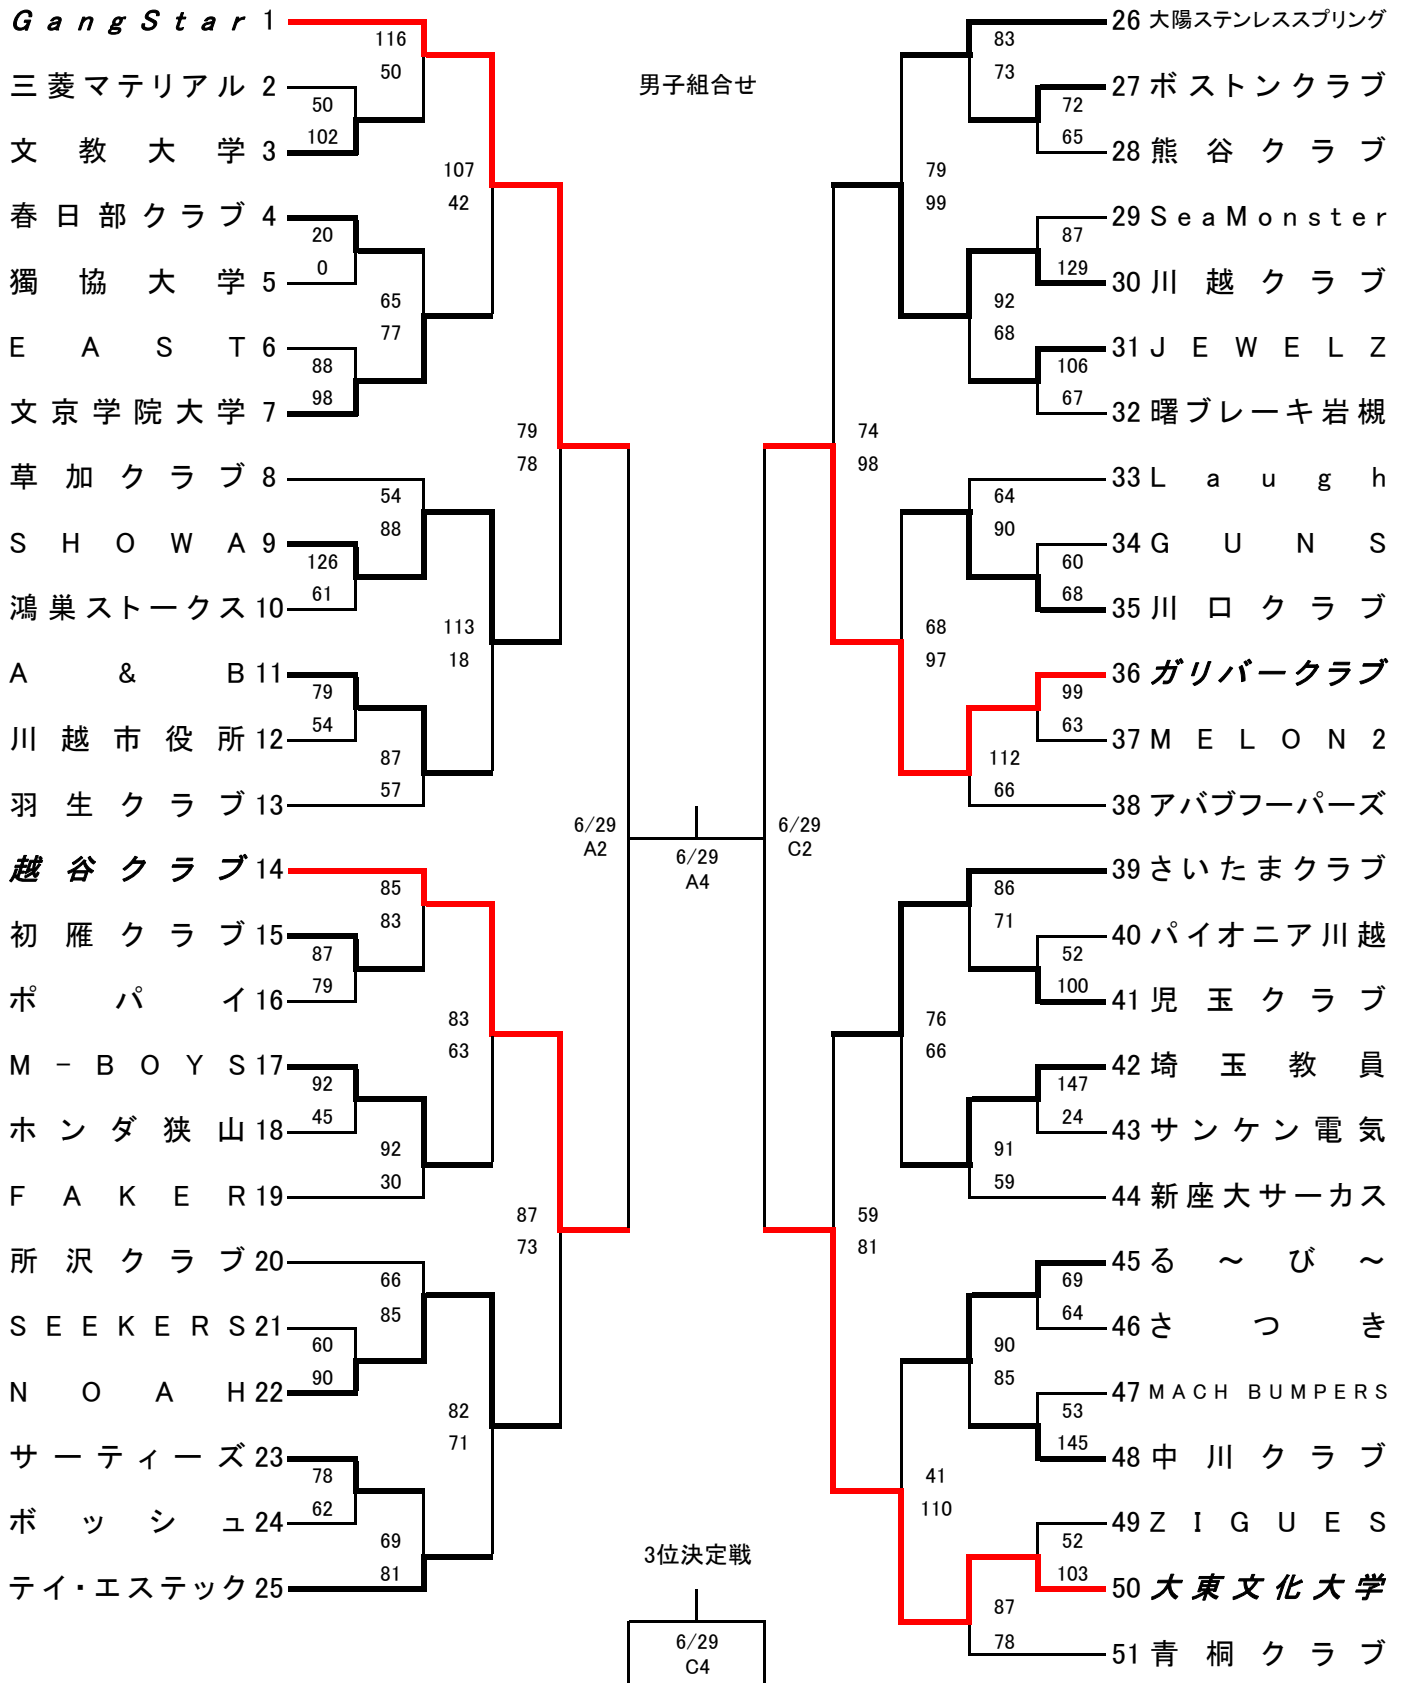 男子組合せ
GangStar 1
三菱マテリアル 2
文教大学 3
春日部クラブ 4
獨協大学 5
EAST 6
文京学院大学 7
草加クラブ 8
SHOWA 9
鴻巣ストークス 10
A&B 11
川越市役所 12
羽生クラブ 13
越谷クラブ 14
初雁クラブ 15
ポパイ 16
M-BOYS 17
ホンダ狭山 18
FAKER 19
所沢クラブ 20
SEEKERS 21
NOAH 22
サーティーズ 23
ボッシュ 24
テイ・エステック 25
50
102
20
0
88
98
126
61
79
54
87
79
92
45
60
90
78
62
116
50
65
77
54
88
87
57
85
83
92
30
66
85
69
81
107
42
113
18
83
63
82
71
79
78
87
73
6/29
A2
6/29
A4
6/29
C2
3位決定戦
6/29
C4
74
98
59
81
79
99
68
97
76
66
41
110
83
73
92
68
64
90
112
66
86
71
91
59
90
85
87
78
72
65
87
129
106
67
60
68
99
63
52
100
147
24
69
64
53
145
52
103
26 大陽ステンレススプリング
27 ボストンクラブ
28 熊谷クラブ
29 SeaMonster
30 川越クラブ
31 JEWELZ
32 曙ブレーキ岩槻
33 Laugh
34 GUNS
35 川口クラブ
36 ガリバークラブ
37 MELON2
38 アバブフーパーズ
39 さいたまクラブ
40 パイオニア川越
41 児玉クラブ
42 埼玉教員
43 サンケン電気
44 新座大サーカス
45 る～び～
46 さつき
47 MACH BUMPERS
48 中川クラブ
49 ZIGUES
50 大東文化大学
51 青桐クラブ